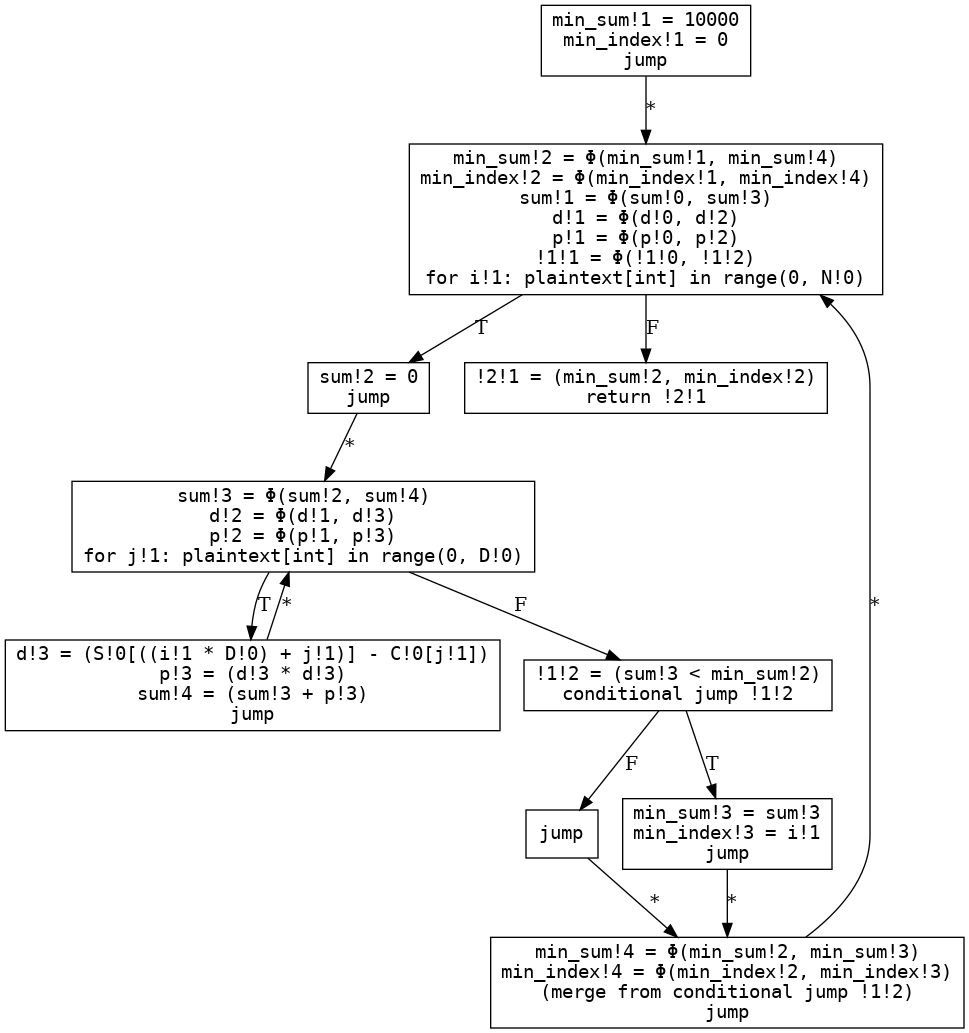 min_sum!1 = 10000
min_index!1 = 0
jump
*
min_sum!2 = Φ(min_sum!1, min_sum!4)
min_index!2 = Φ(min_index!1, min_index!4)
sum!1 = Φ(sum!0, sum!3)
d!1 = Φ(d!0, d!2)
p!1 = Φ(p!0, p!2)
!1!1 = Φ(!1!0, !1!2)
for i!1: plaintext[int] in range(0, N!0)
T
F
sum!2 = 0
jump
!2!1 = (min_sum!2, min_index!2)
return !2!1
*
sum!3 = Φ(sum!2, sum!4)
d!2 = Φ(d!1, d!3)
p!2 = Φ(p!1, p!3)
for j!1: plaintext[int] in range(0, D!0)
T
*
F
*
d!3 = (S!0[((i!1 * D!0) + j!1)] - C!0[j!1])
p!3 = (d!3 * d!3)
sum!4 = (sum!3 + p!3)
jump
!1!2 = (sum!3 < min_sum!2)
conditional jump !1!2
F
T
jump
min_sum!3 = sum!3
min_index!3 = i!1
jump
*
*
min_sum!4 = Φ(min_sum!2, min_sum!3)
min_index!4 = Φ(min_index!2, min_index!3)
(merge from conditional jump !1!2)
jump